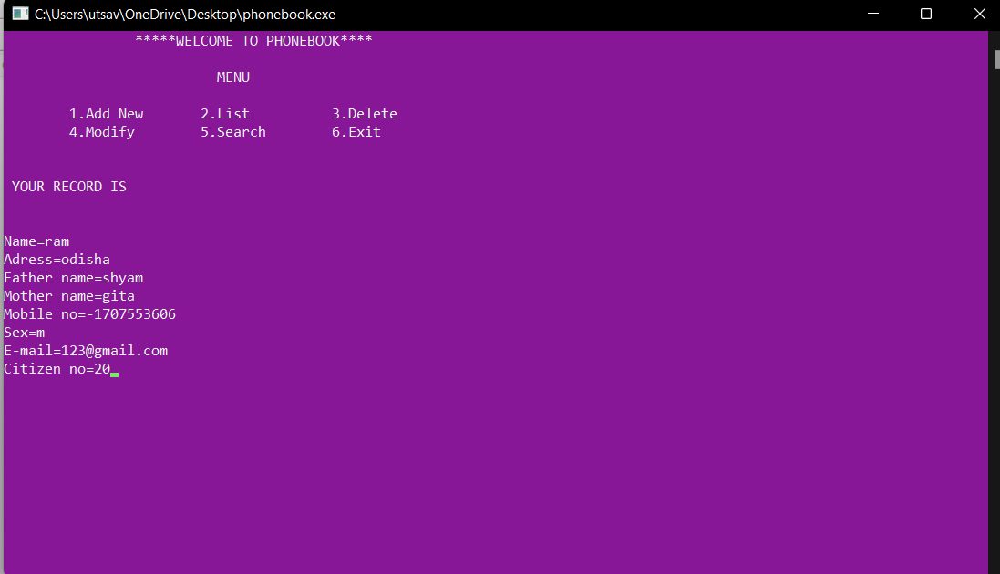 C:\Users\utsav\OneDrive\Desktop\phonebook.exe
*****WELCOME TO PHONEBOOK****
MENU
1.Add New 2.List 3.Delete
4.Modify 5.Search 6.Exit
YOUR RECORD IS
Name=ram
Adress=odisha
Father name=shyam
Mother name=gita
Mobile no=-1707553606
Sex=m
E-mail=123@gmail.com
Citizen no=20